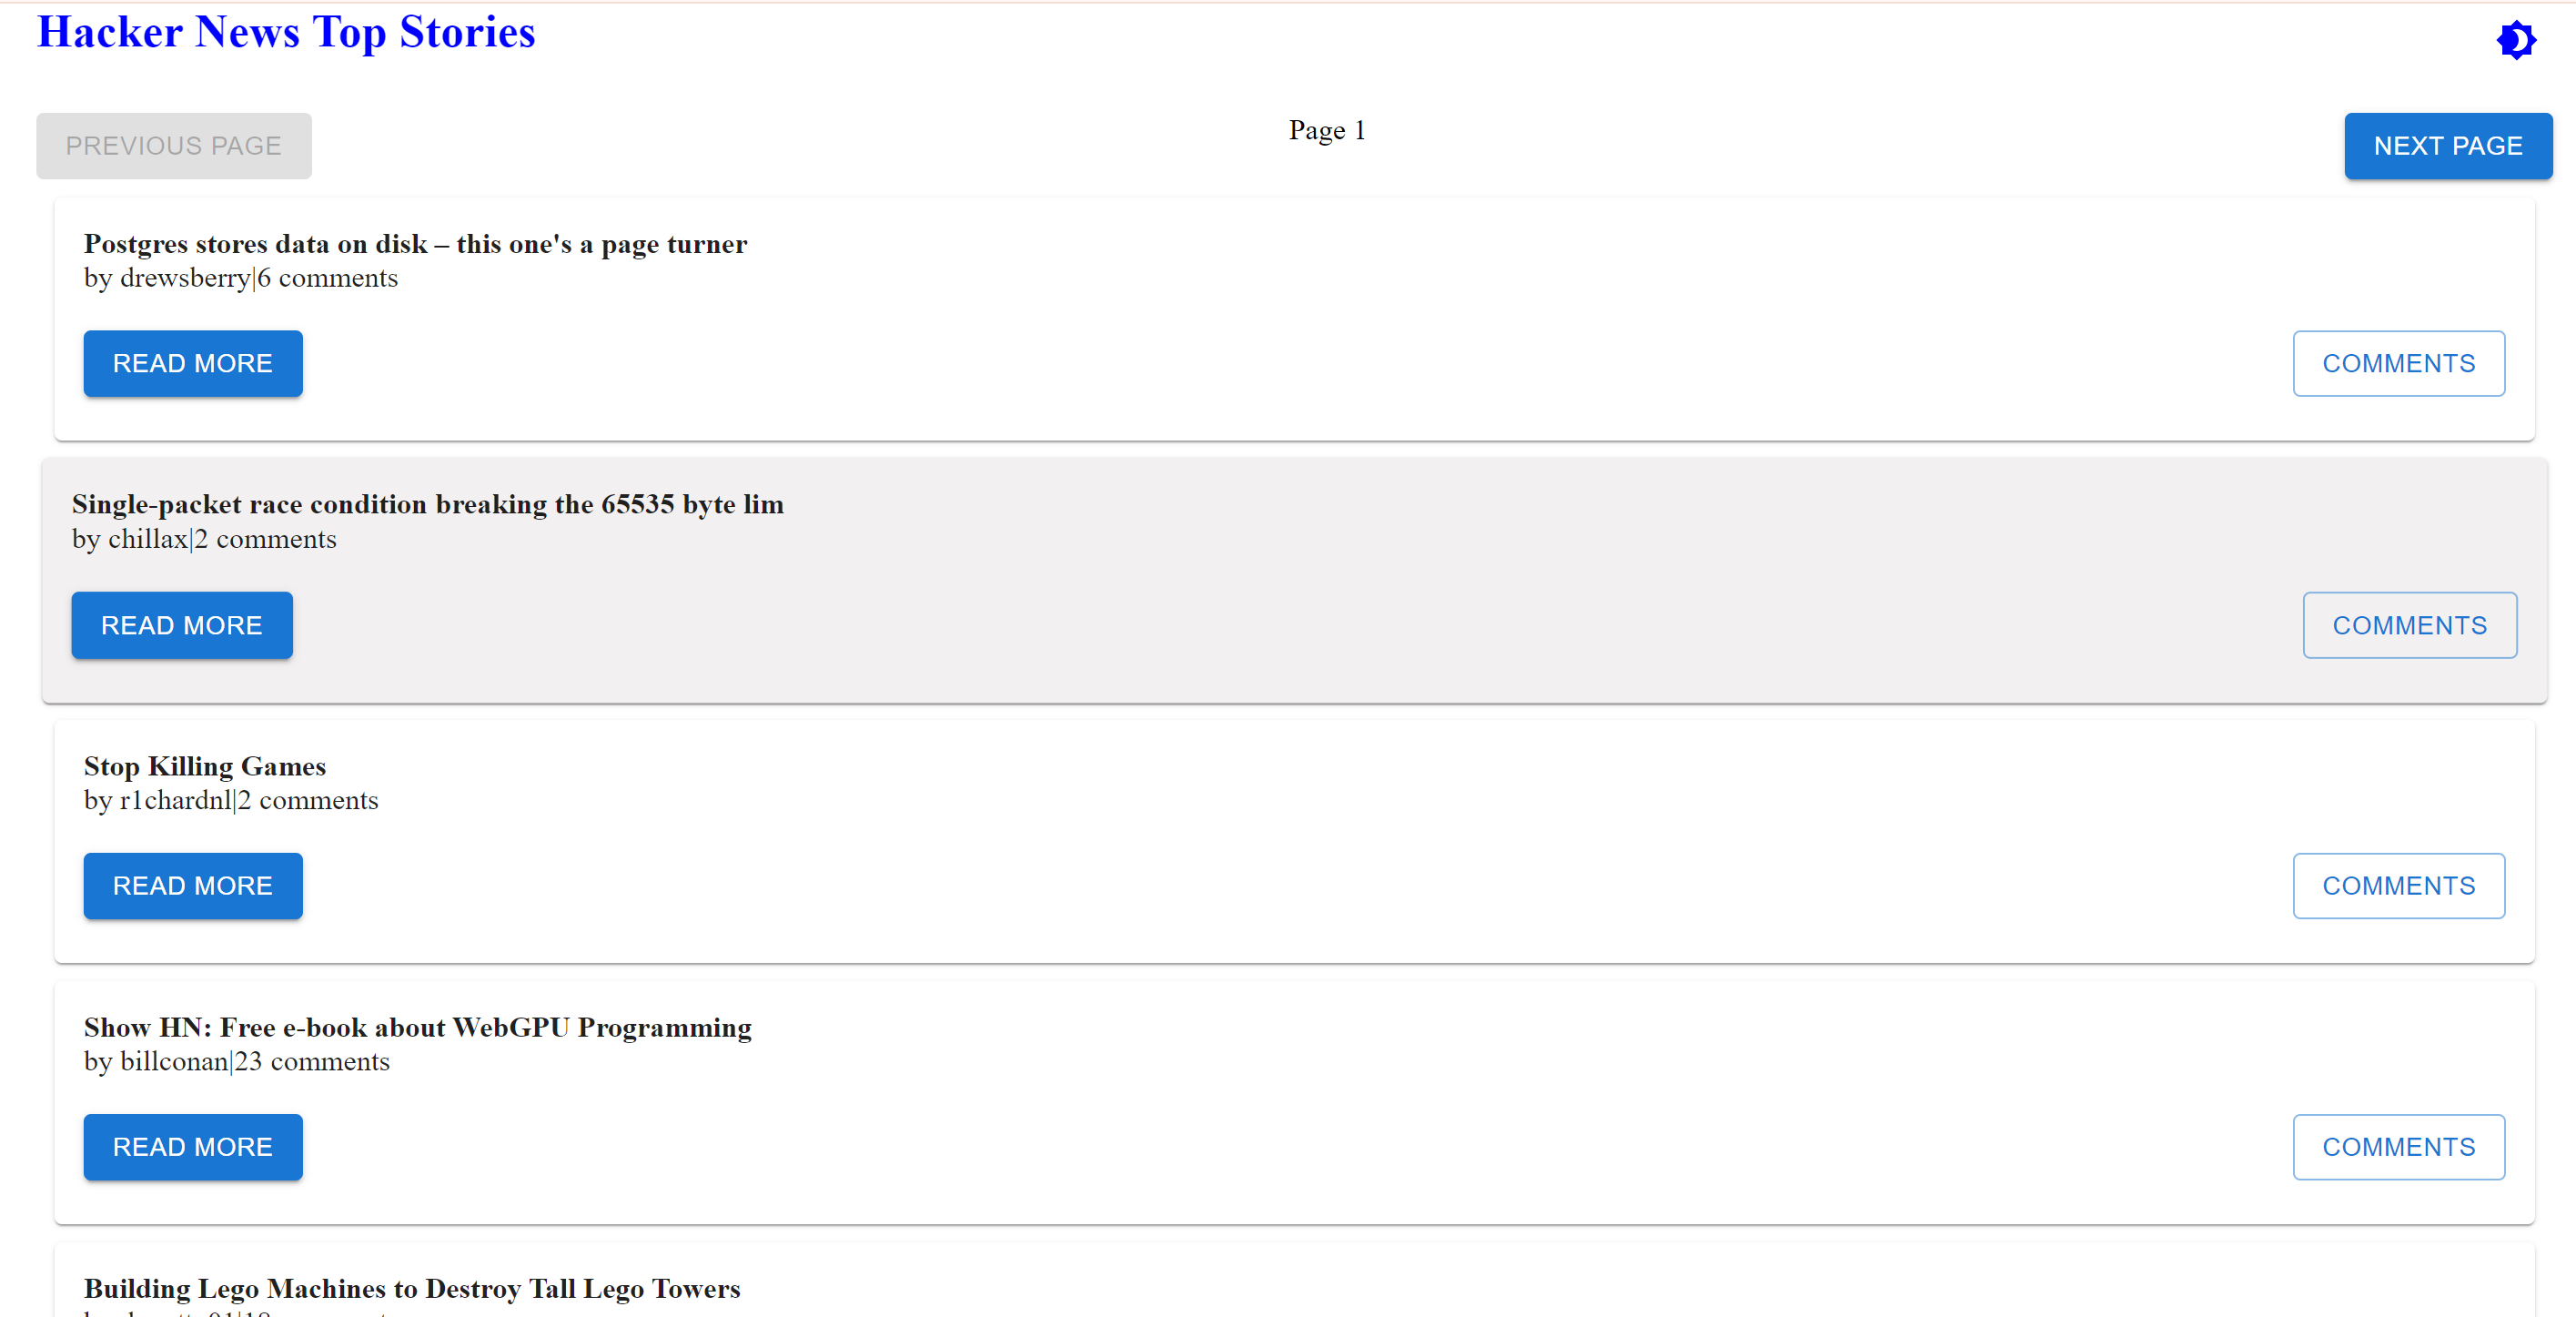 Hacker News Top Stories
PREVIOUS PAGE
Page 1
NEXT PAGE
Postgres stores data on disk – this one's a page turner
by drewsberry|6 comments
READ MORE
COMMENTS
Single-packet race condition breaking the 65535 byte lim
by chillax|2 comments
READ MORE
COMMENTS
Stop Killing Games
by r1chardnl|2 comments
READ MORE
COMMENTS
Show HN: Free e-book about WebGPU Programming
by billconan|23 comments
READ MORE
COMMENTS
Building Lego Machines to Destroy Tall Lego Towers